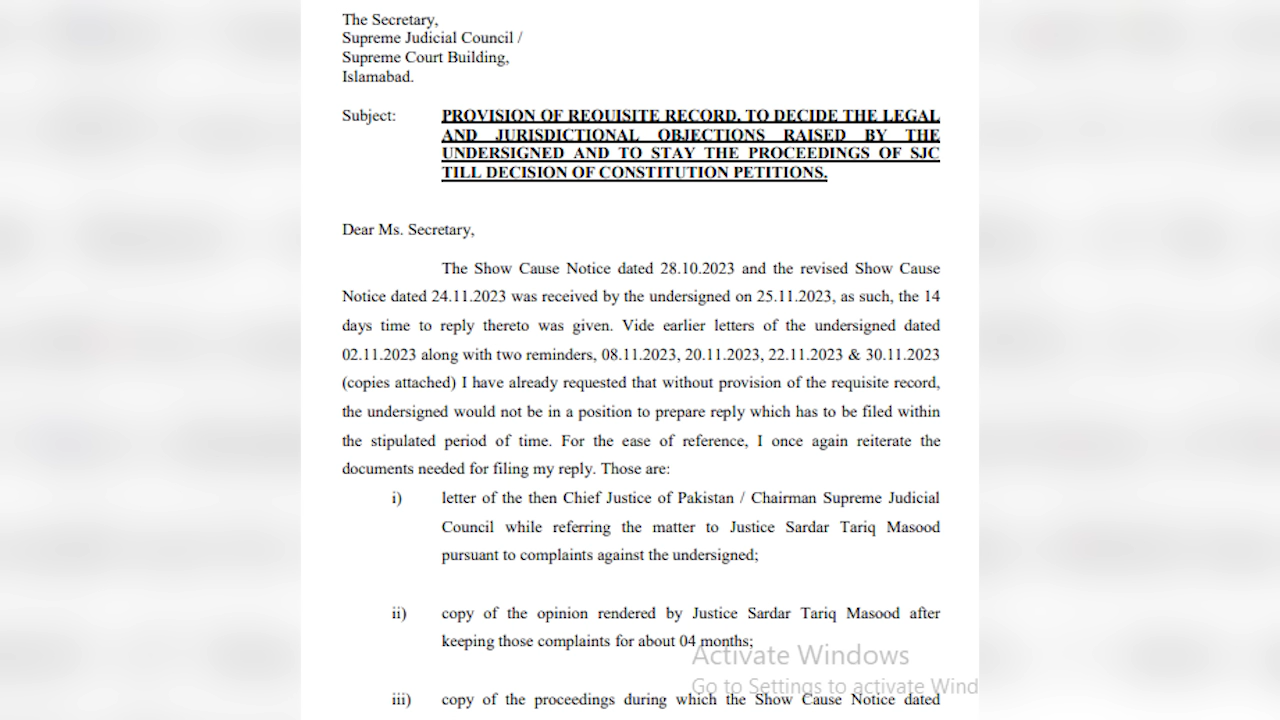 The Secretary,
Supreme Judicial Council /
Supreme Court Building,
Islamabad.
Subject: PROVISION OF REQUISITE RECORD, TO DECIDE THE LEGAL
AND JURISDICTIONAL OBJECTIONS RAISED BY THE
UNDERSIGNED AND TO STAY THE PROCEEDINGS OF SJC
TILL DECISION OF CONSTITUTION PETITIONS.
Dear Ms. Secretary,
The Show Cause Notice dated 28.10.2023 and the revised Show Cause
Notice dated 24.11.2023 was received by the undersigned on 25.11.2023, as such, the 14
days time to reply thereto was given. Vide earlier letters of the undersigned dated
02.11.2023 along with two reminders, 08.11.2023, 20.11.2023, 22.11.2023 & 30.11.2023
(copies attached) I have already requested that without provision of the requisite record,
the undersigned would not be in a position to prepare reply which has to be filed within
the stipulated period of time. For the ease of reference, I once again reiterate the
documents needed for filing my reply. Those are:
i) letter of the then Chief Justice of Pakistan / Chairman Supreme Judicial
Council while referring the matter to Justice Sardar Tariq Masood
pursuant to complaints against the undersigned;
ii) copy of the opinion rendered by Justice Sardar Tariq Masood after
keeping those complaints for about 04 months;
Activate Windows
Go to Settings to activate Wind
iii) copy of the proceedings during which the Show Cause Notice dated